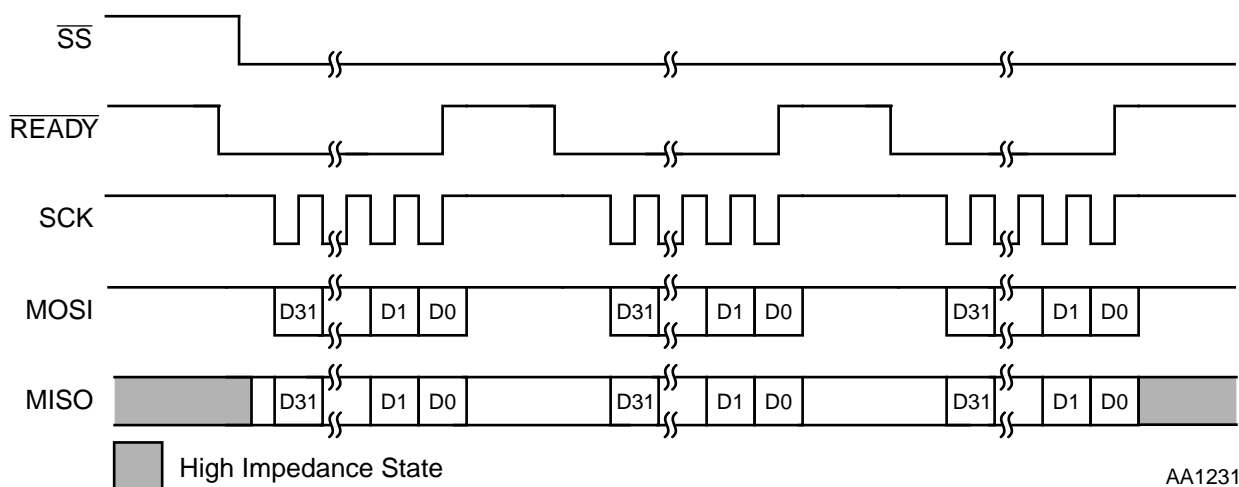 SS
READY
SCK
MOSI D31 D1 D0 D31 D1 D0 D31 D1 D0
MISO D31 D1 D0 D31 D1 D0 D31 D1 D0
High Impedance State
AA1231